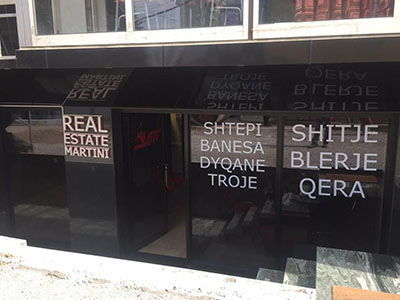 REAL
ESTATE
MARTINI
SHTEPI
BANESA
DYQANE
TROJE
SHITJE
BLERJE
QERA